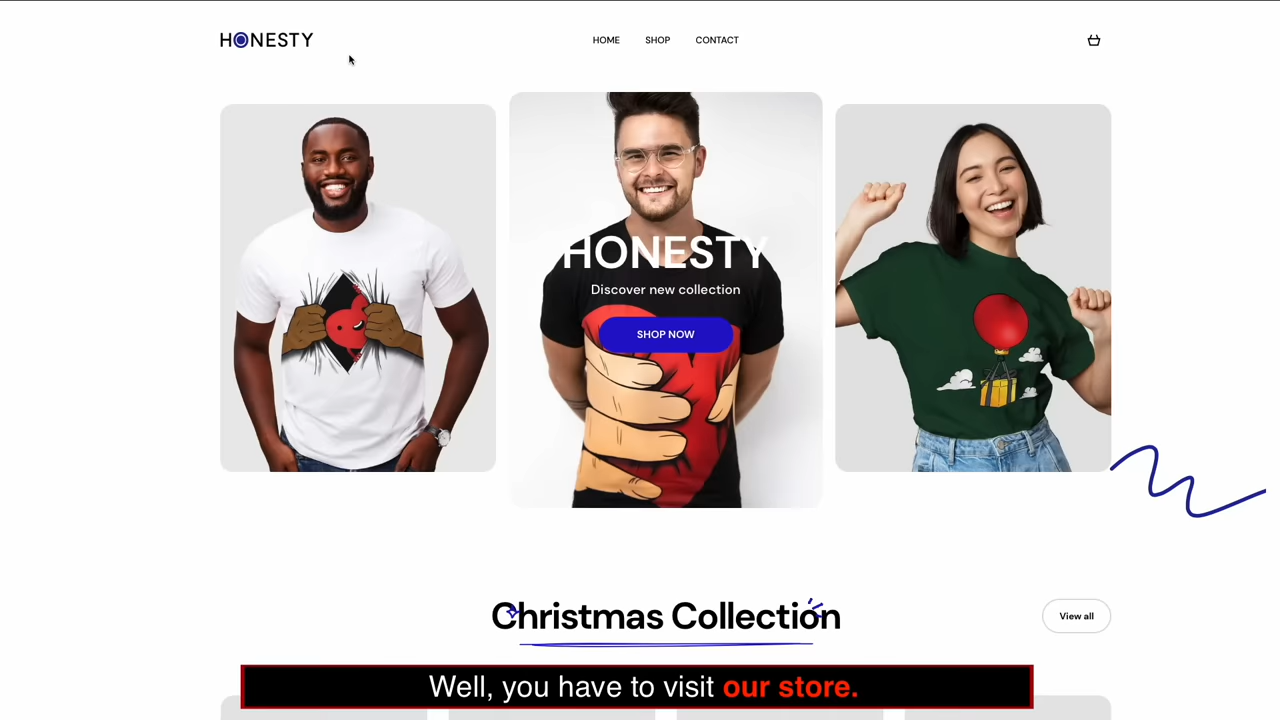 HONESTY
HOME SHOP CONTACT
HONESTY
Discover new collection
SHOP NOW
Christmas Collection
View all
Well, you have to visit our store.